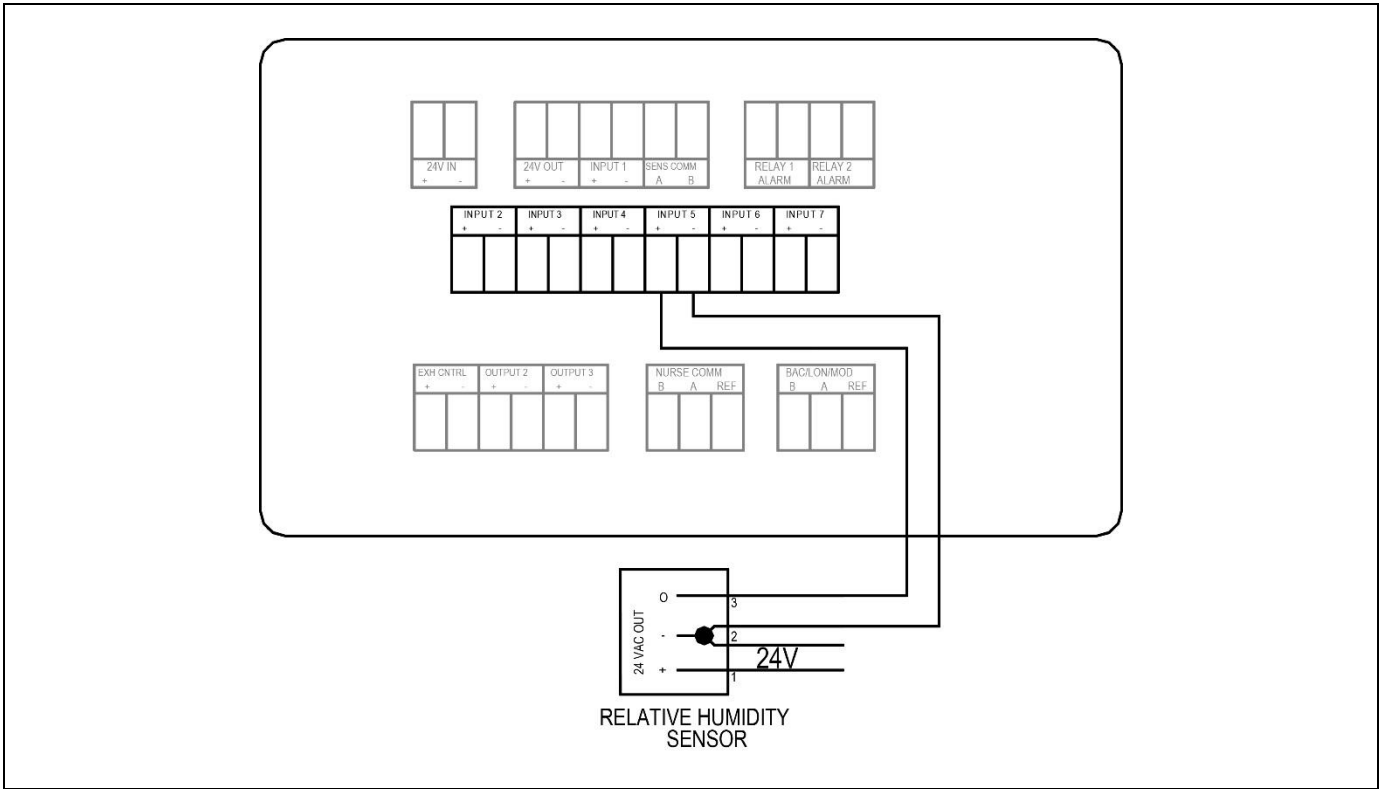 24V IN
+ -
24V OUT INPUT 1 SENS COMM
+ - + - A B
RELAY 1 RELAY 2
ALARM ALARM
INPUT 2 INPUT 3 INPUT 4 INPUT 5 INPUT 6 INPUT 7
+ - + - + - + - + - + -
EXH CNTRL OUTPUT 2 OUTPUT 3
+ - + - + -
NURSE COMM
B A REF
BAC/LON/MOD
B A REF
24 VAC OUT
O 3
- 2
24V
+ 1
RELATIVE HUMIDITY
SENSOR